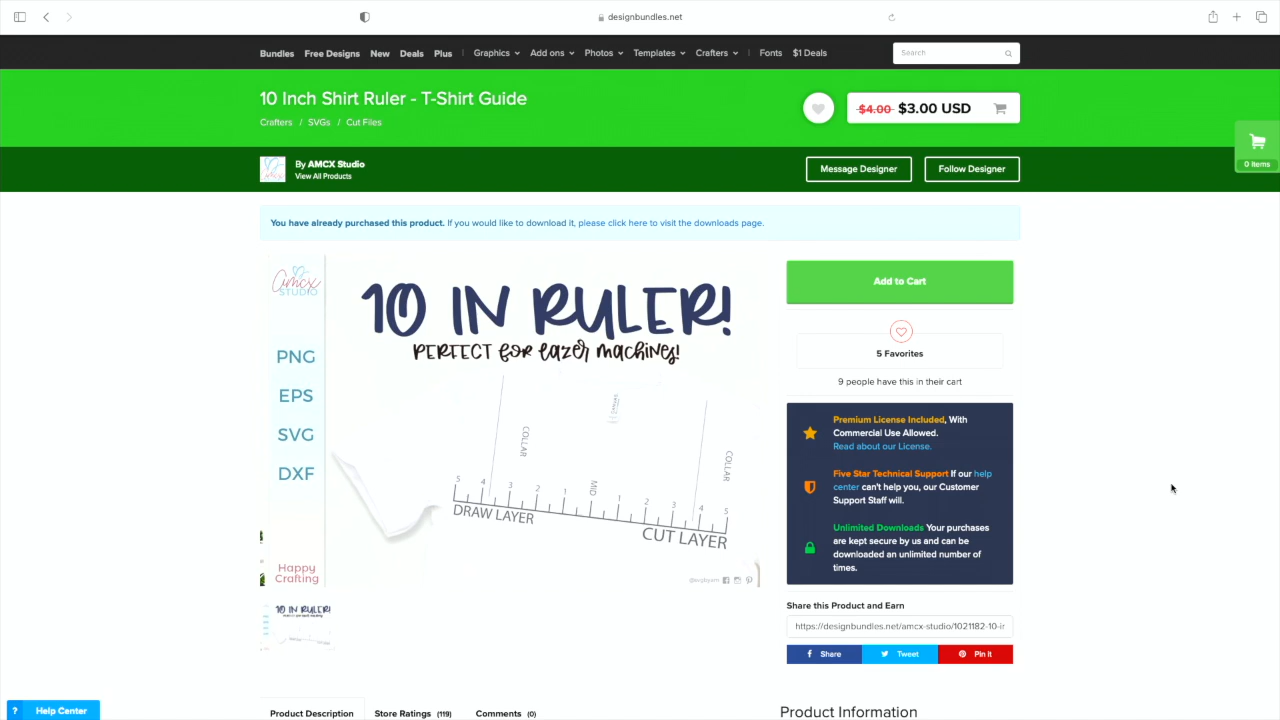 designbundles.net
Bundles Free Designs New Deals Plus Graphics Add ons Photos Templates Crafters Fonts $1 Deals Search
10 Inch Shirt Ruler - T-Shirt Guide
$4.00 $3.00 USD
Crafters / SVGs / Cut Files
0 Items
By AMCX Studio
View All Products
Message Designer Follow Designer
You have already purchased this product. If you would like to download it, please click here to visit the downloads page.
amcx
STUDIO
PNG
EPS
SVG
DXF
Happy
Crafting
10 IN RULER!
PERFECT for lazer machines!
COLLAR
COLLAR
5 4 3 2 1 MID 1 2 3 4 5
DRAW LAYER
CUT LAYER
10 IN RULER!
Add to Cart
5 Favorites
9 people have this in their cart
Premium License Included, With
Commercial Use Allowed.
Read about our License.
Five Star Technical Support If our help
center can't help you, our Customer
Support Staff will.
Unlimited Downloads Your purchases
are kept secure by us and can be
downloaded an unlimited number of
times.
Share this Product and Earn
https://designbundles.net/amcx-studio/1021182-10-ir
Share Tweet Pin It
? Help Center
Product Description Store Ratings (119) Comments (0)
Product Information